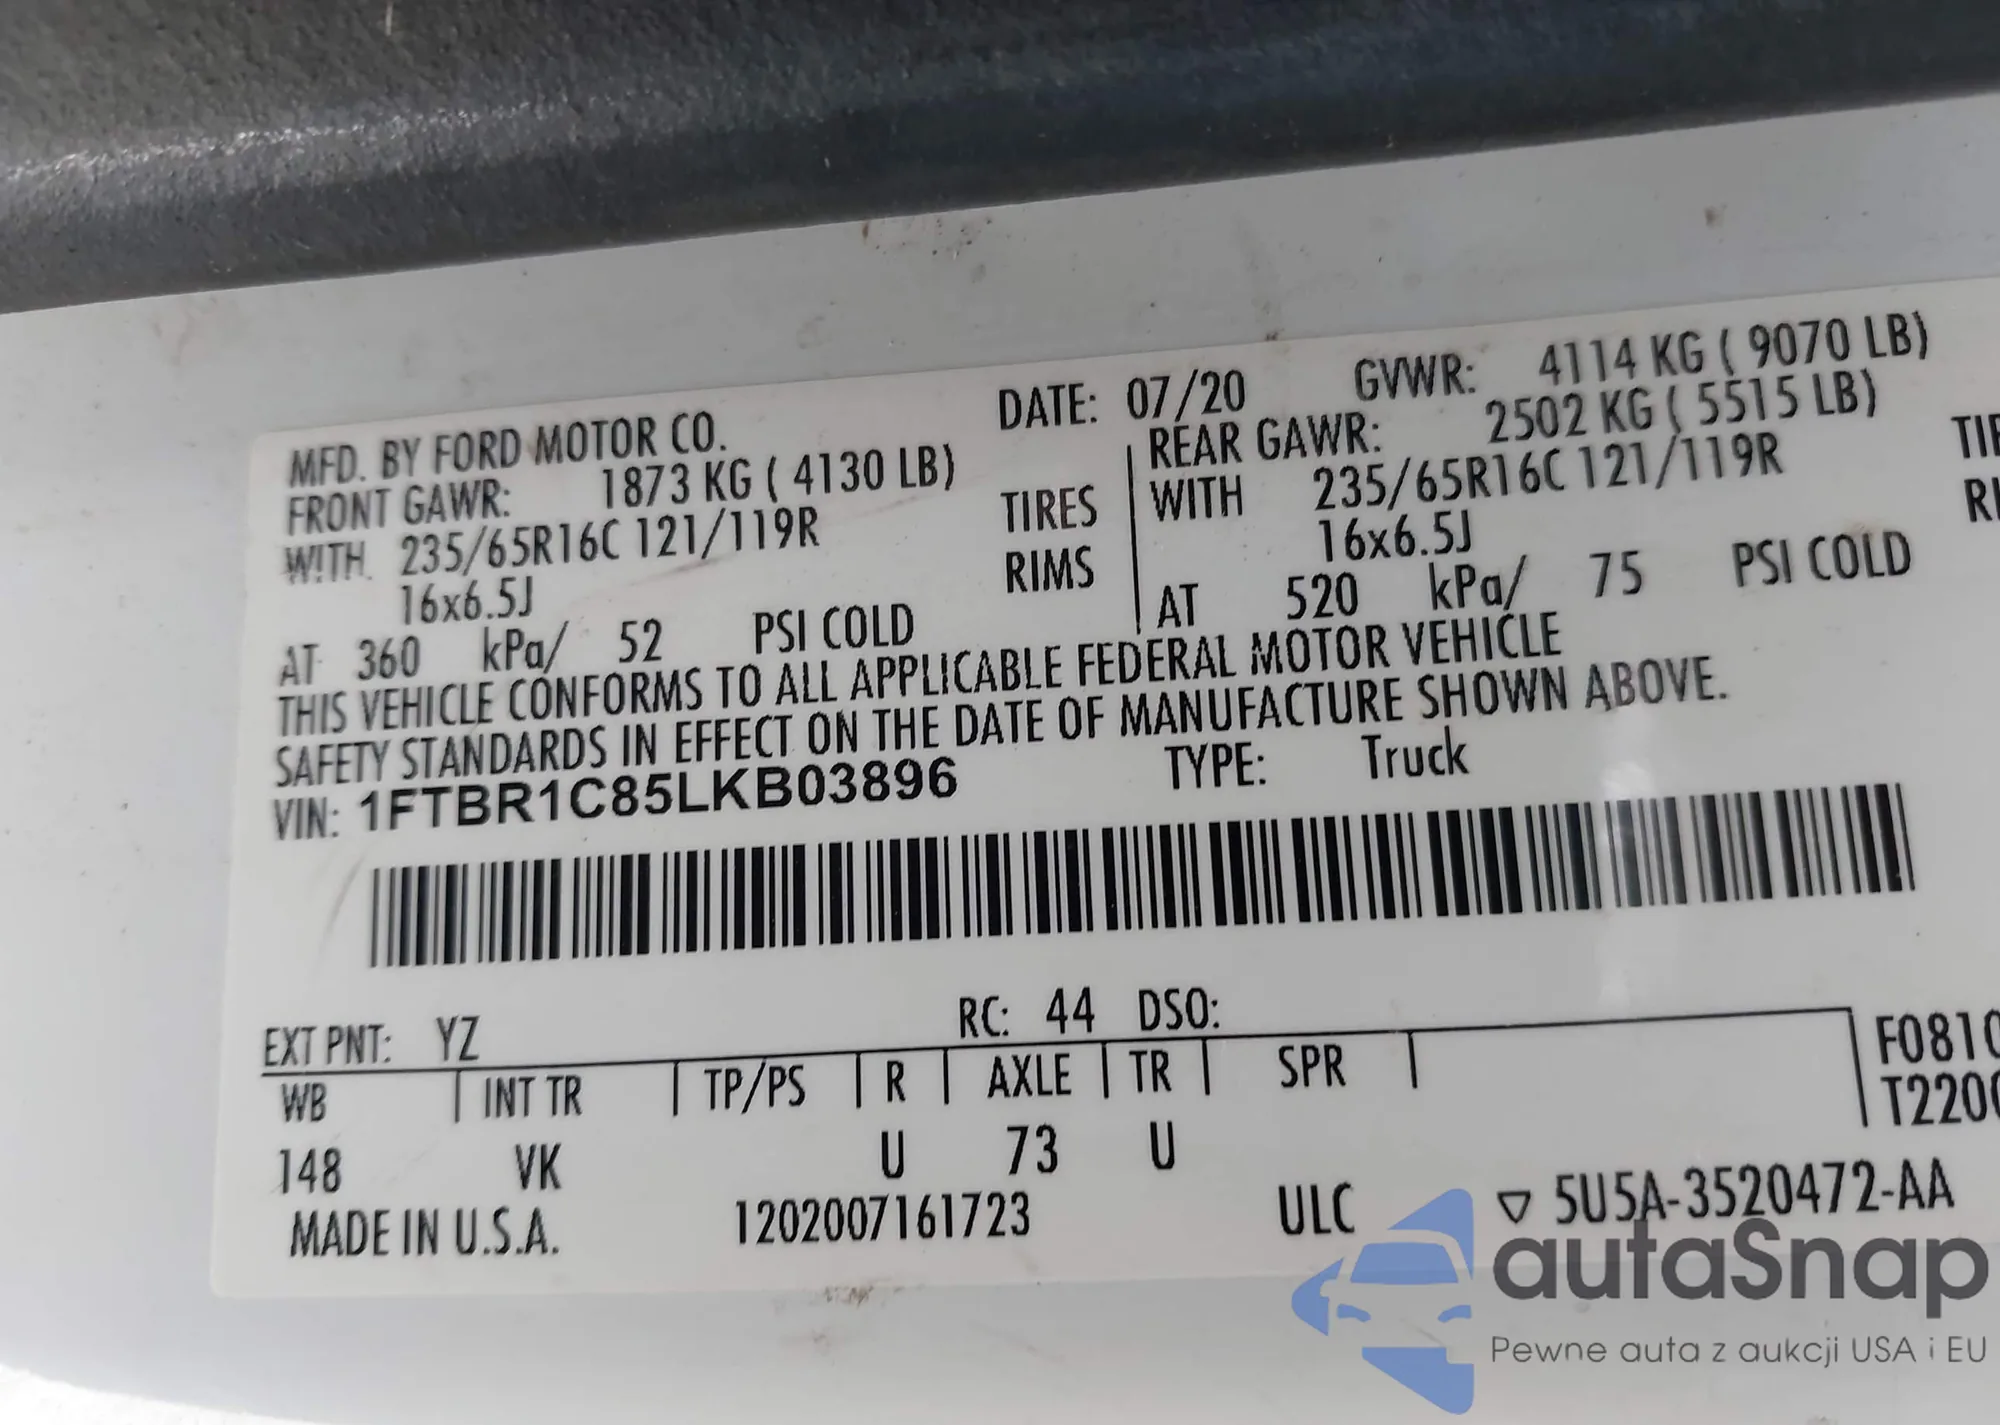 MFD. BY FORD MOTOR CO. DATE: 07/20 GVWR: 4114 KG ( 9070 LB)
FRONT GAWR: 1873 KG ( 4130 LB) REAR GAWR: 2502 KG ( 5515 LB)
WITH 235/65R16C 121/119R TIRES WITH 235/65R16C 121/119R
16x6.5J RIMS 16x6.5J
AT 360 kPa/ 52 PSI COLD AT 520 kPa/ 75 PSI COLD
THIS VEHICLE CONFORMS TO ALL APPLICABLE FEDERAL MOTOR VEHICLE
SAFETY STANDARDS IN EFFECT ON THE DATE OF MANUFACTURE SHOWN ABOVE.
VIN: 1FTBR1C85LKB03896 TYPE: Truck
EXT PNT: YZ RC: 44 DSO:
WB INT TR TP/PS R AXLE TR SPR F0810
148 VK U 73 U T220
MADE IN U.S.A. 1202007161723 ULC 5U5A-3520472-AA
autaSnap
Pewne auta z aukcji USA i EU